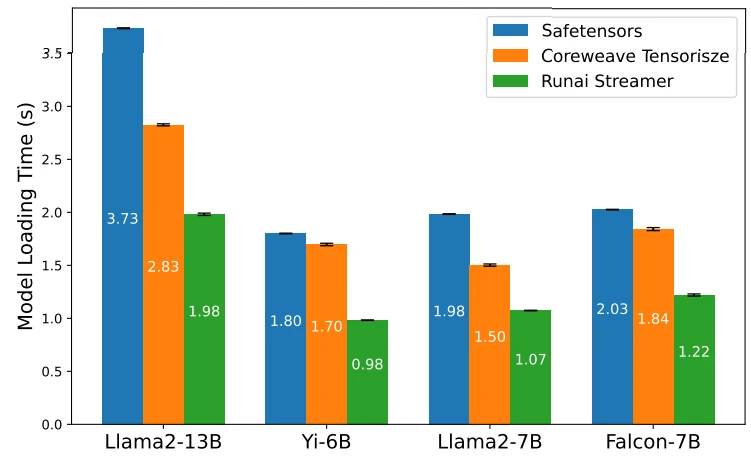 Safetensors
Coreweave Tensorisze
Runai Streamer
Model Loading Time (s)
3.5
3.0
2.5
2.0
1.5
1.0
0.5
0.0
3.73
2.83
1.98
1.80
1.70
0.98
1.98
1.50
1.07
2.03
1.84
1.22
Llama2-13B
Yi-6B
Llama2-7B
Falcon-7B